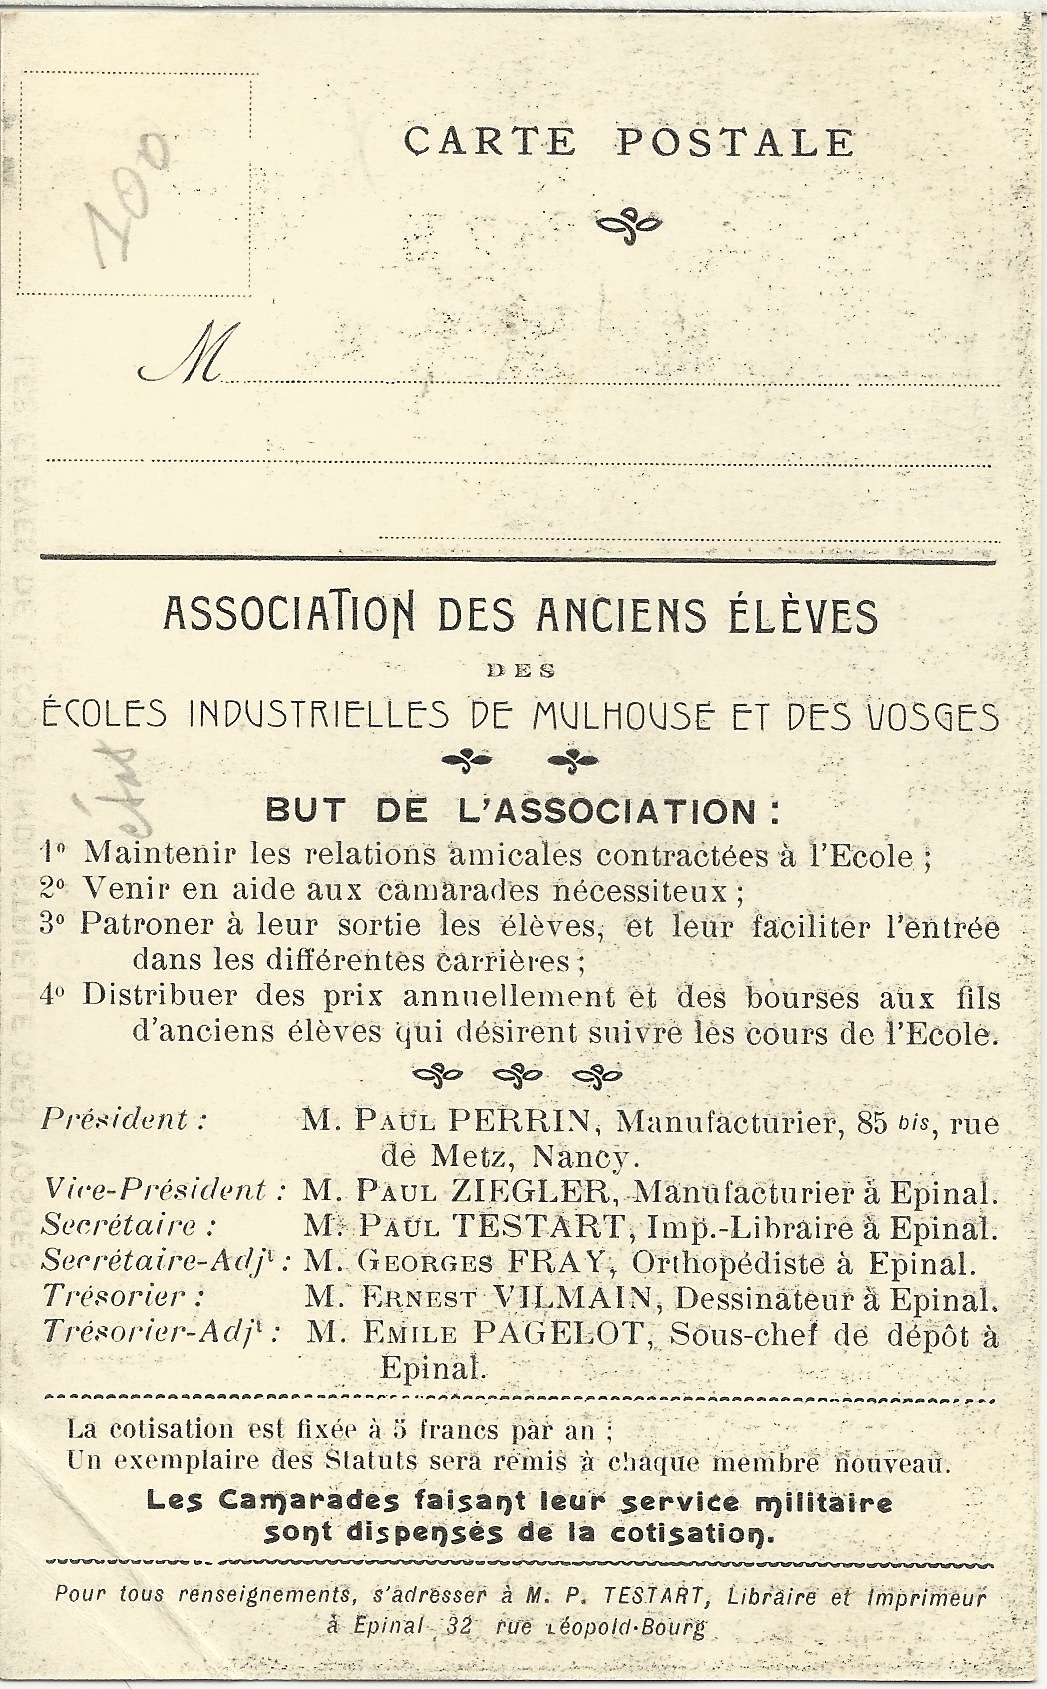 CARTE POSTALE
100
M
ASSOCIATION DES ANCIENS ÉLÈVES
DES
ÉCOLES INDUSTRIELLES DE MULHOUSE ET DES VOSGES
BUT DE L'ASSOCIATION :
1º Maintenir les relations amicales contractées à l'Ecole ;
2º Venir en aide aux camarades nécessiteux ;
3º Patroner à leur sortie les élèves, et leur faciliter l'entrée
dans les différentes carrières ;
4º Distribuer des prix annuellement et des bourses aux fils
d'anciens élèves qui désirent suivre les cours de l'Ecole.
Président : M. PAUL PERRIN, Manufacturier, 85 bis, rue
de Metz, Nancy.
Vice-Président : M. PAUL ZIEGLER, Manufacturier à Epinal.
Secrétaire : M. PAUL TESTART, Imp.-Libraire à Epinal.
Secrétaire-Adjt : M. GEORGES FRAY, Orthopédiste à Epinal.
Trésorier : M. ERNEST VILMAIN, Dessinateur à Epinal.
Trésorier-Adjt : M. EMILE PAGELOT, Sous-chef de dépôt à
Epinal.
La cotisation est fixée à 5 francs par an ;
Un exemplaire des Statuts sera remis à chaque membre nouveau.
Les Camarades faisant leur service militaire
sont dispensés de la cotisation.
Pour tous renseignements, s'adresser à M. P. TESTART, Libraire et Imprimeur
à Epinal, 32 rue Léopold-Bourg